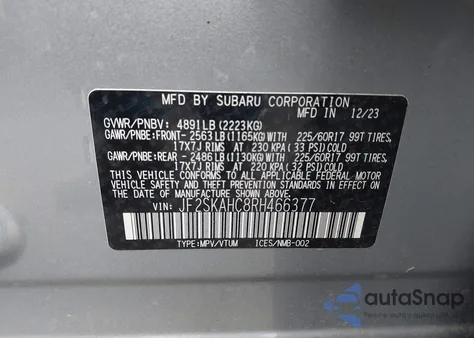 MFD BY SUBARU CORPORATION 12/23
GVWR/PNBV: 4891LB(2223KG)
GAWR/PNBE:FRONT-2563LB(1165KG)WITH 225/60R17 99T TIRES,
17X7J RIMS AT 230 KPA( 33 PSI)COLD
GAWR/PNBE:REAR -2486LB(1130KG)WITH 225/60R17 99T TIRES,
17X7J RIMS AT 220 KPA( 32 PSI)COLD
THIS VEHICLE CONFORMS TO ALL APPLICABLE FEDERAL MOTOR
VEHICLE SAFETY, BUMPER, AND THEFT PREVENTION STANDARDS
IN EFFECT ON THE DATE OF MANUFACTURE SHOWN ABOVE.
VIN: JF2SKAHC8RH466377
TYPE:MPV/VTUM ICES/NMB-002
autoSnap